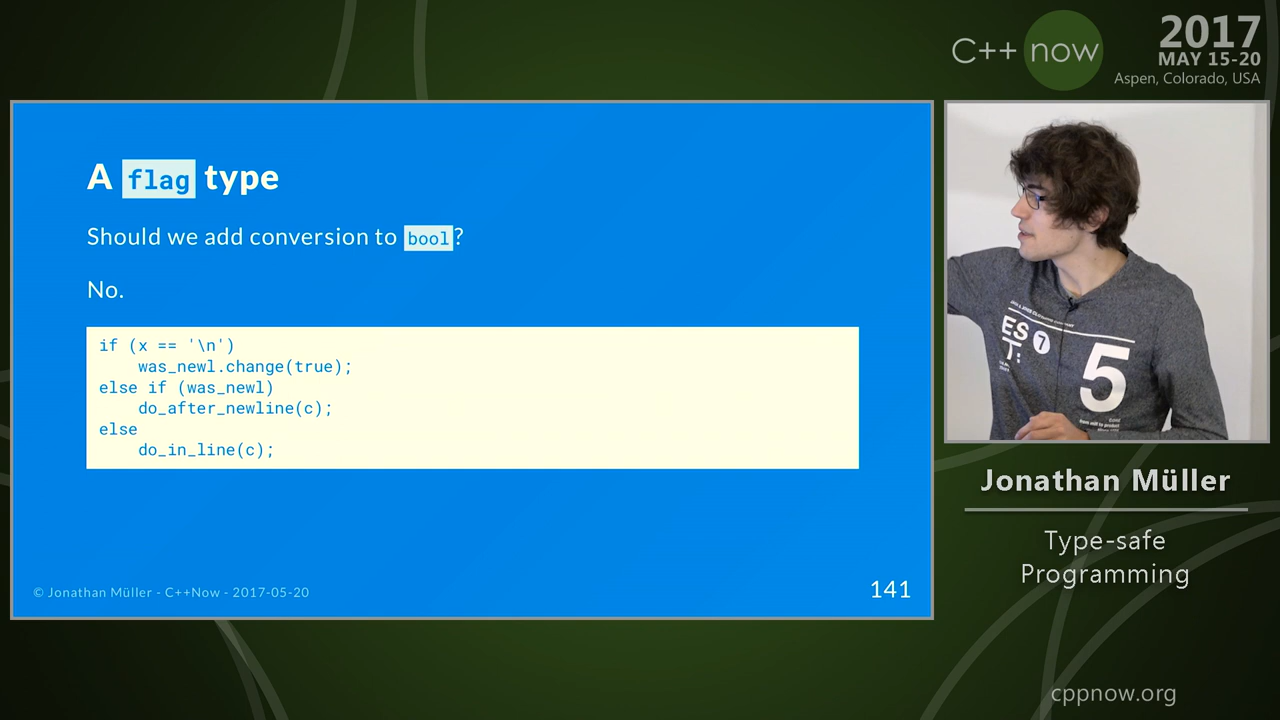 C++ now
2017
MAY 15-20
Aspen, Colorado, USA
A flag type
Should we add conversion to bool?
No.
if (x == '\n')
    was_newl.change(true);
else if (was_newl)
    do_after_newline(c);
else
    do_in_line(c);
© Jonathan Müller - C++Now - 2017-05-20
141
ES
T:
7
5
Jonathan Müller
Type-safe
Programming
cppnow.org